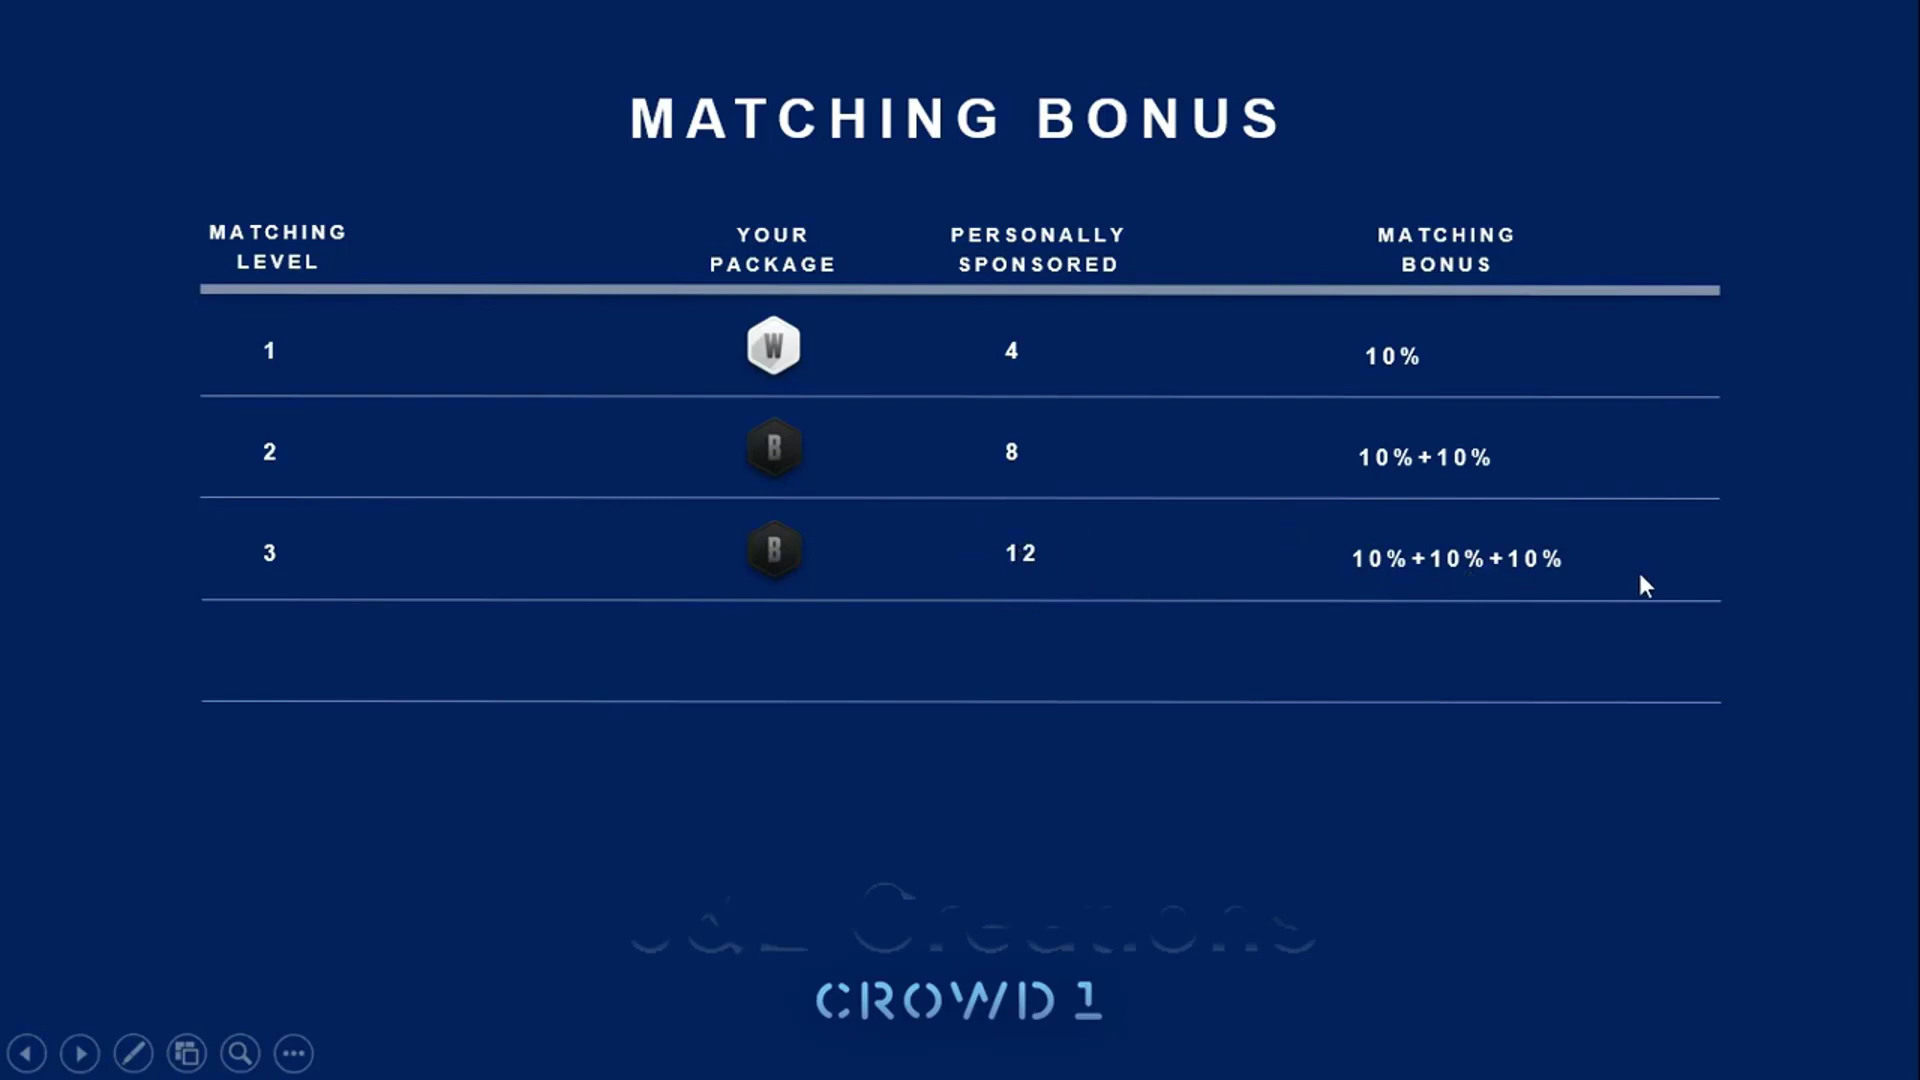 MATCHING BONUS
MATCHING LEVEL
YOUR PACKAGE
PERSONALLY SPONSORED
MATCHING BONUS
1 W 4 10%
2 B 8 10%+10%
3 B 12 10%+10%+10%
Creations
CROWD 1